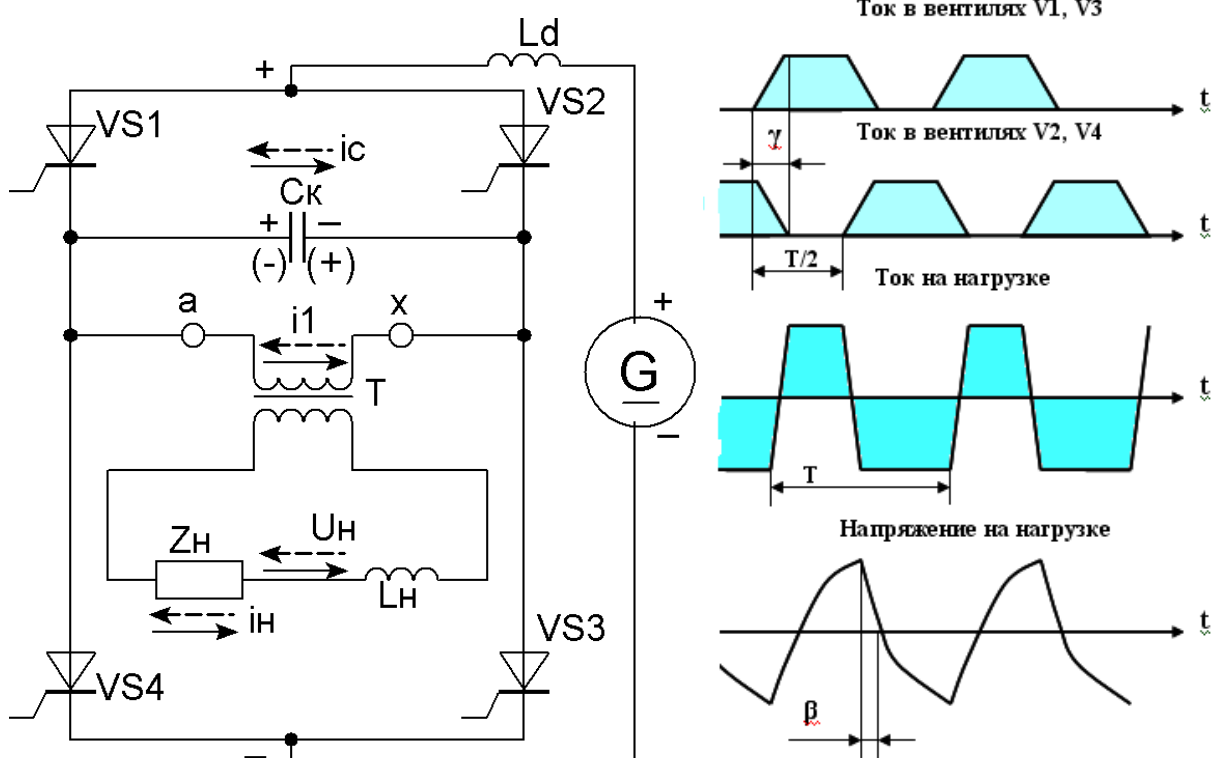 Ld
+
VS1
VS2
ic
Cк
+ –
(-) (+)
a
i1
x
T
G
+
–
Zн
Uн
Lн
iн
VS4
VS3
–
Ток в вентилях V1, V3
t
γ
Ток в вентилях V2, V4
t
T/2
Ток на нагрузке
t
T
Напряжение на нагрузке
t
β